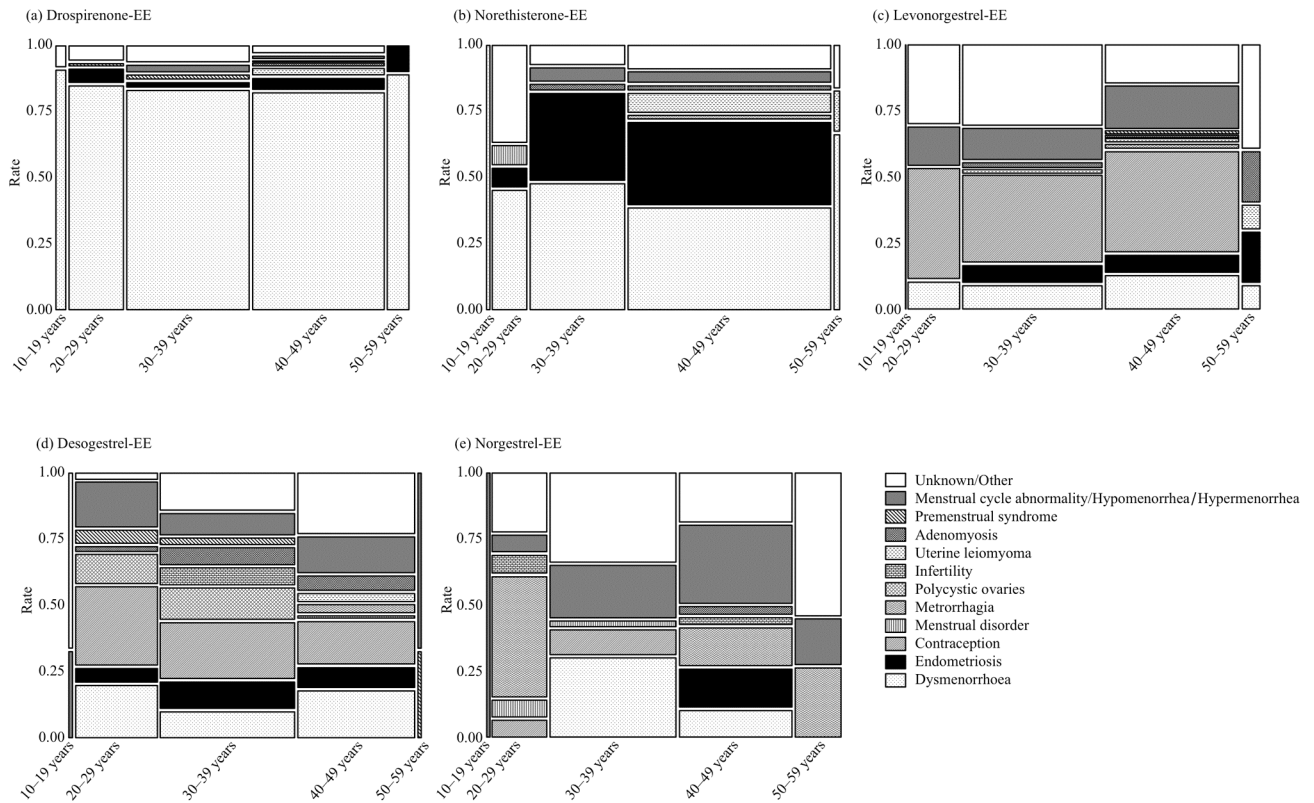 (a) Drospirenone-EE
1.00
0.75
0.50
0.25
0.00
Rate
10–19 years
20–29 years
30–39 years
40–49 years
50–59 years
(b) Norethisterone-EE
1.00
0.75
0.50
0.25
0.00
Rate
10–19 years
20–29 years
30–39 years
40–49 years
50–59 years
(c) Levonorgestrel-EE
1.00
0.75
0.50
0.25
0.00
Rate
10–19 years
20–29 years
30–39 years
40–49 years
50–59 years
(d) Desogestrel-EE
1.00
0.75
0.50
0.25
0.00
Rate
10–19 years
20–29 years
30–39 years
40–49 years
50–59 years
(e) Norgestrel-EE
1.00
0.75
0.50
0.25
0.00
Rate
10–19 years
20–29 years
30–39 years
40–49 years
50–59 years
Unknown/Other
Menstrual cycle abnormality/Hypomenorrhea/Hypermenorrhea
Premenstrual syndrome
Adenomyosis
Uterine leiomyoma
Infertility
Polycystic ovaries
Metrorrhagia
Menstrual disorder
Contraception
Endometriosis
Dysmenorrhoea